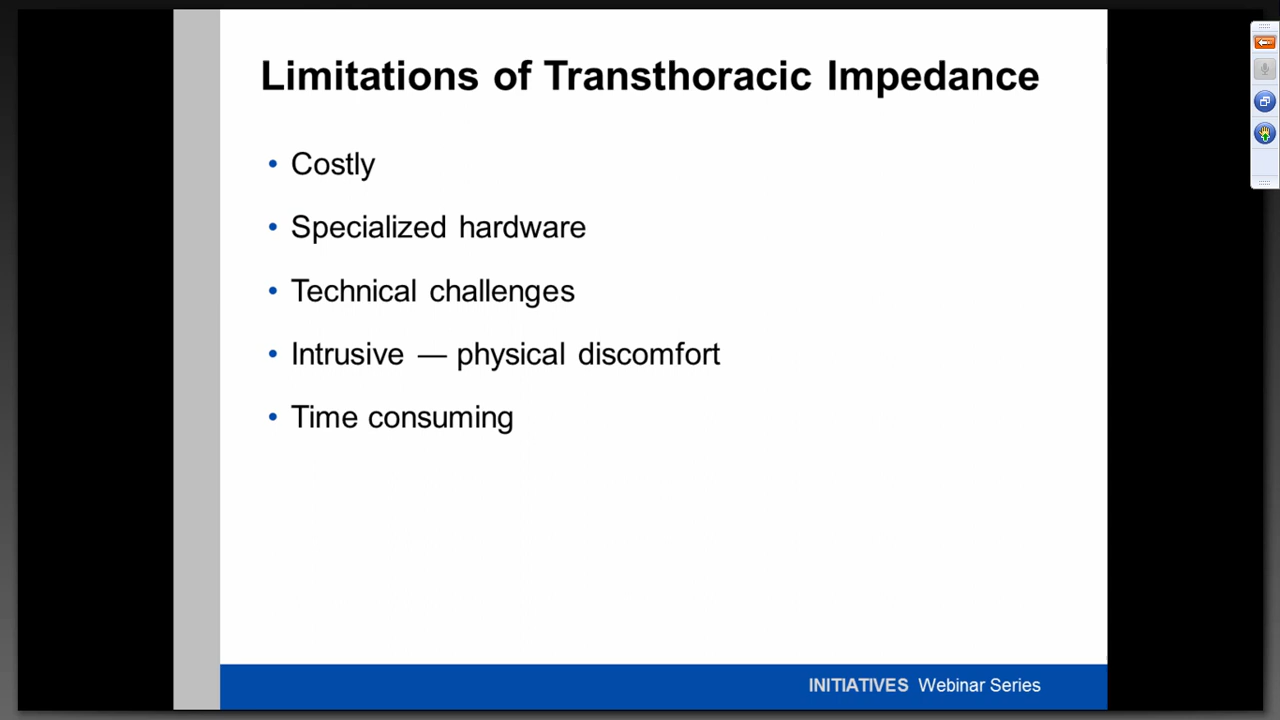 Limitations of Transthoracic Impedance
• Costly
• Specialized hardware
• Technical challenges
• Intrusive — physical discomfort
• Time consuming
INITIATIVES Webinar Series